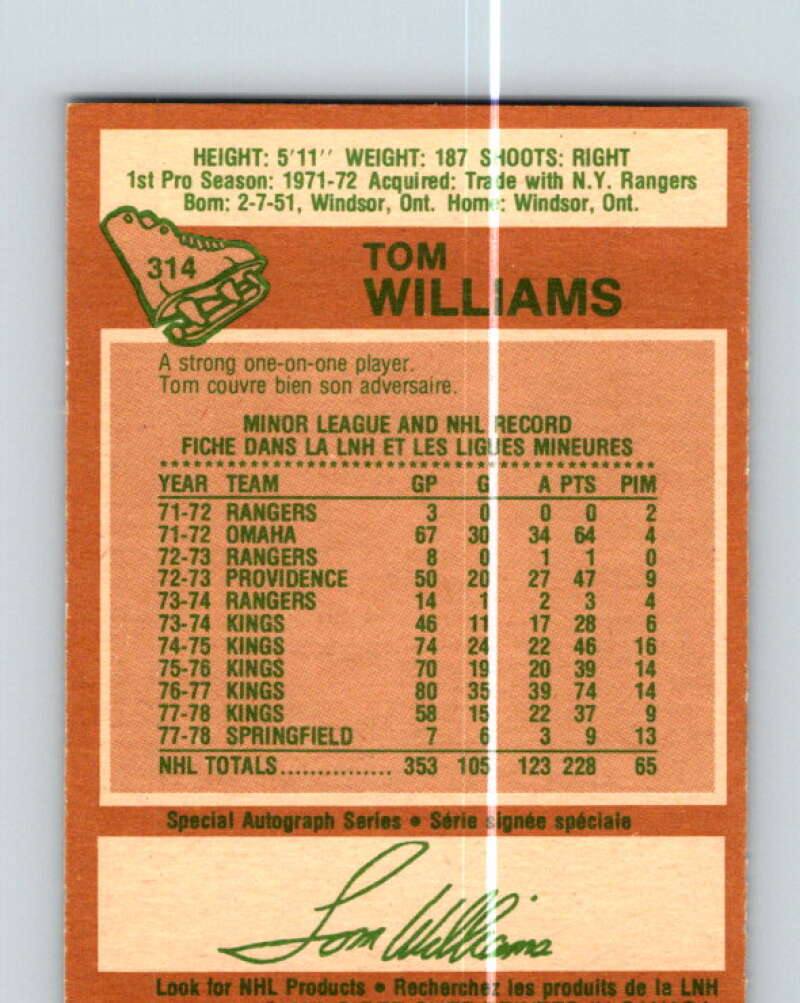 HEIGHT: 5'11'' WEIGHT: 187 SHOOTS: RIGHT
1st Pro Season: 1971-72 Acquired: Trade with N.Y. Rangers
Born: 2-7-51, Windsor, Ont. Home: Windsor, Ont.
314
TOM
WILLIAMS
A strong one-on-one player.
Tom couvre bien son adversaire.
MINOR LEAGUE AND NHL RECORD
FICHE DANS LA LNH ET LES LIGUES MINEURES
YEAR TEAM GP G A PTS PIM
71-72 RANGERS 3 0 0 0 2
71-72 OMAHA 67 30 34 64 4
72-73 RANGERS 8 0 1 1 0
72-73 PROVIDENCE 50 20 27 47 9
73-74 RANGERS 14 1 2 3 4
73-74 KINGS 46 11 17 28 6
74-75 KINGS 74 24 22 46 16
75-76 KINGS 70 19 20 39 14
76-77 KINGS 80 35 39 74 14
77-78 KINGS 58 15 22 37 9
77-78 SPRINGFIELD 7 6 3 9 13
NHL TOTALS............... 353 105 123 228 65
Special Autograph Series • Série signée spéciale
Tom Williams
Look for NHL Products • Recherchez les produits de la LNH